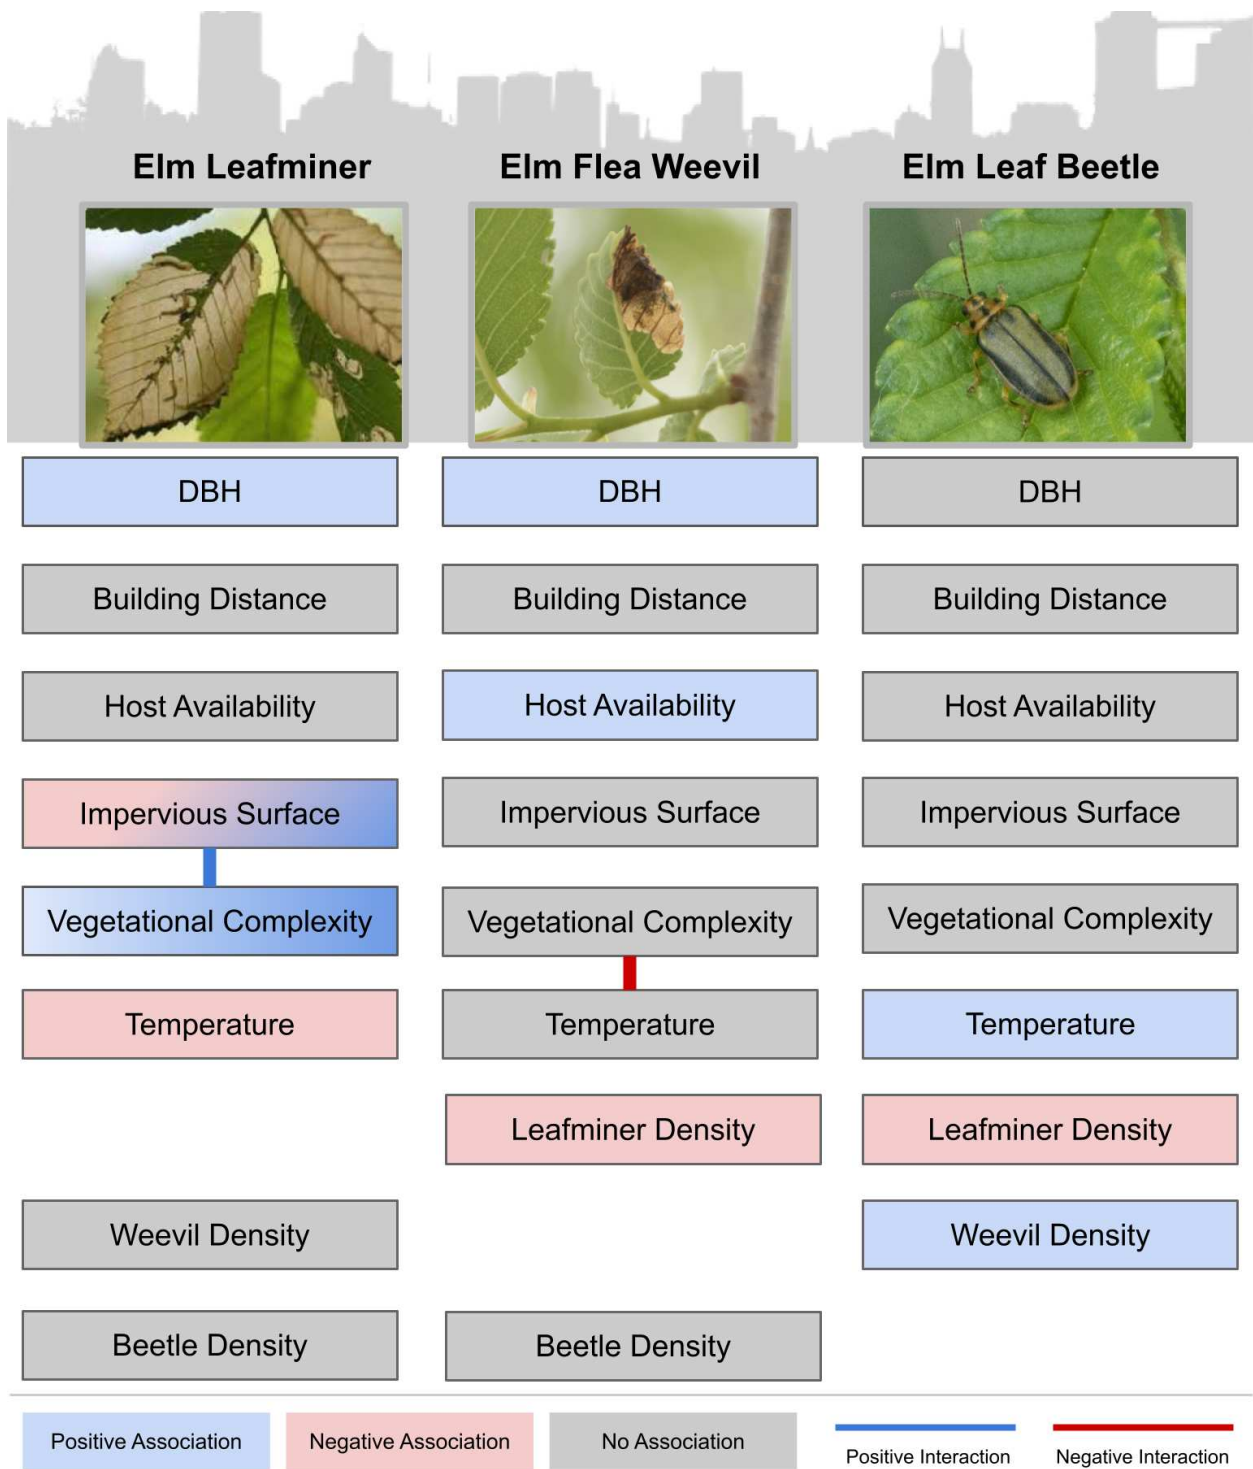 Elm Leafminer
Elm Flea Weevil
Elm Leaf Beetle
DBH
DBH
DBH
Building Distance
Building Distance
Building Distance
Host Availability
Host Availability
Host Availability
Impervious Surface
Impervious Surface
Impervious Surface
Vegetational Complexity
Vegetational Complexity
Vegetational Complexity
Temperature
Temperature
Temperature
Leafminer Density
Leafminer Density
Weevil Density
Weevil Density
Beetle Density
Beetle Density
Positive Association
Negative Association
No Association
Positive Interaction
Negative Interaction